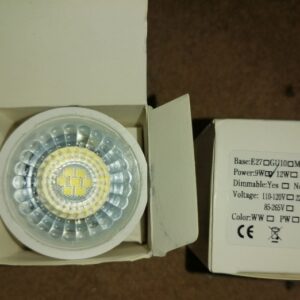 Base:E27□GU10□M
Power:9W☑12W□
Dimmable:Yes□ N
Voltage: 110-120V□
85-265V□
Color:WW□ PW□
CE